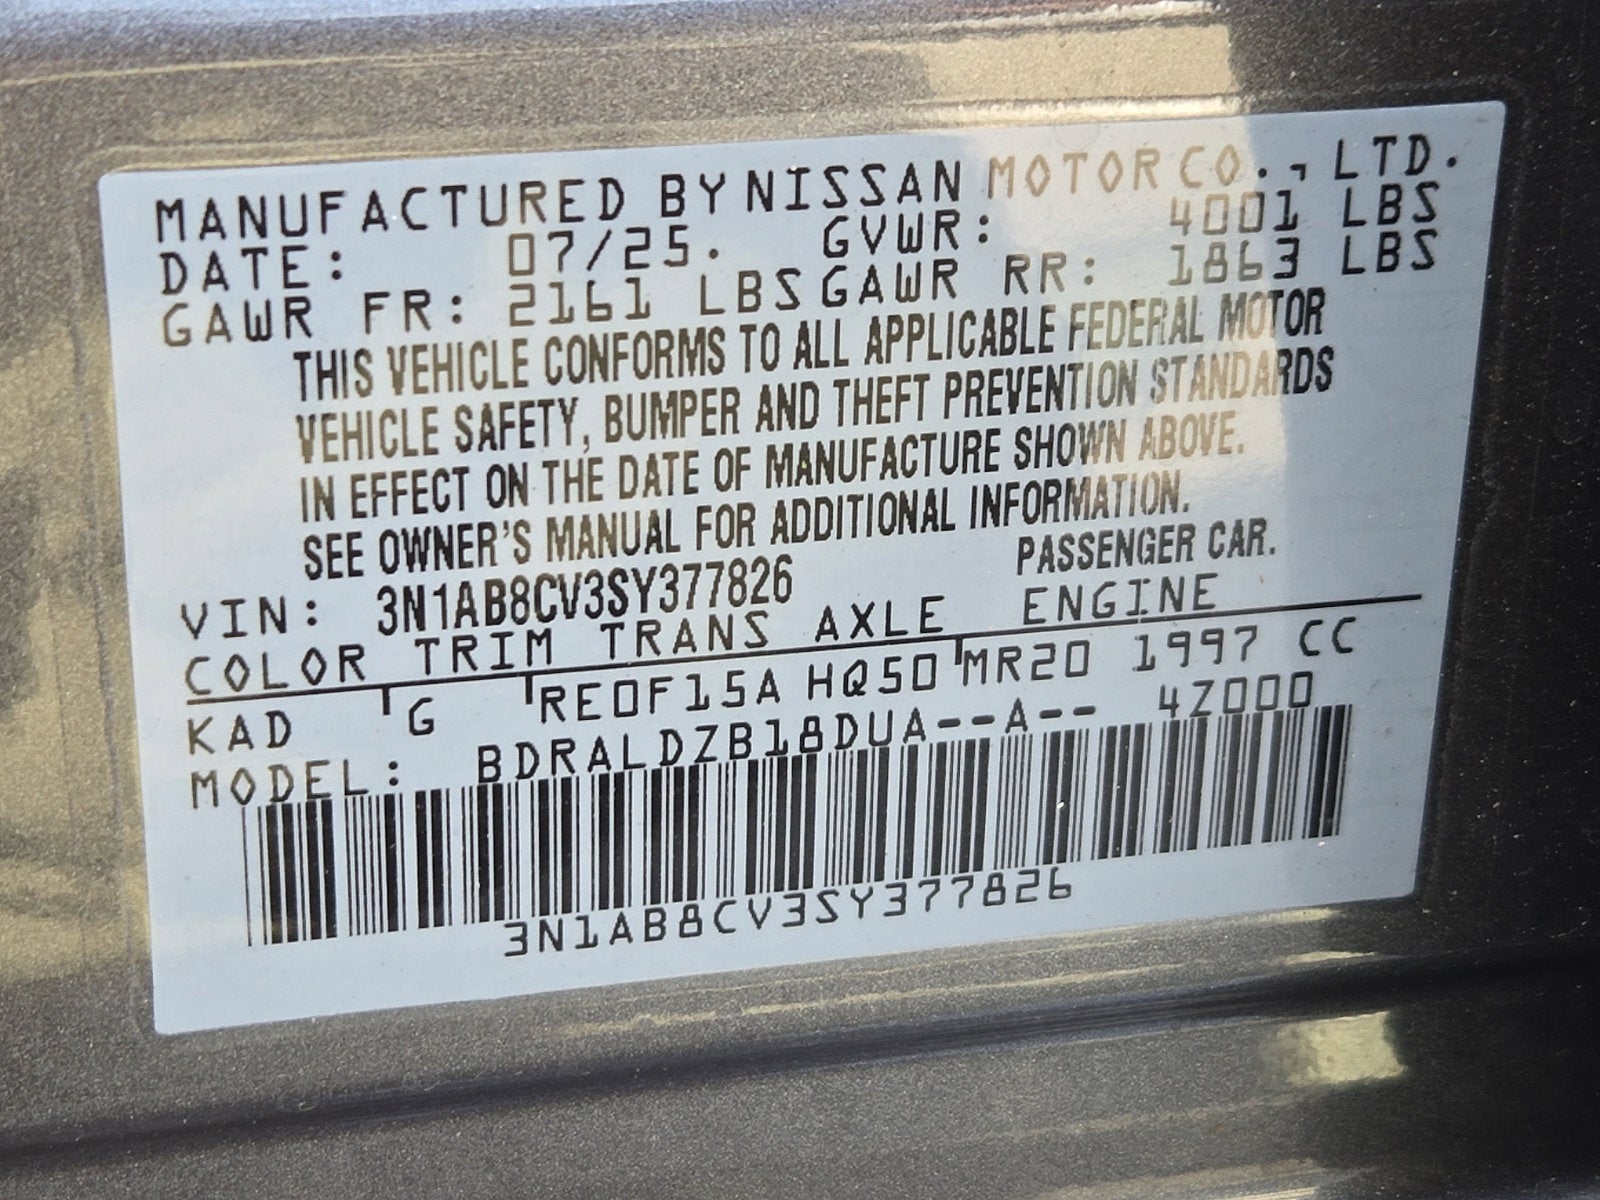 MANUFACTURED BY NISSAN MOTOR CO., LTD.
DATE: 07/25. GVWR: 4001 LBS
GAWR FR: 2161 LBS GAWR RR: 1863 LBS
THIS VEHICLE CONFORMS TO ALL APPLICABLE FEDERAL MOTOR
VEHICLE SAFETY, BUMPER AND THEFT PREVENTION STANDARDS
IN EFFECT ON THE DATE OF MANUFACTURE SHOWN ABOVE.
SEE OWNER'S MANUAL FOR ADDITIONAL INFORMATION.
VIN: 3N1AB8CV3SY377826 PASSENGER CAR.
COLOR TRIM TRANS AXLE ENGINE
KAD G RE0F15A HQ50 MR20 1997 CC
MODEL: BDRALDZB18DUA--A-- 4Z000
3N1AB8CV3SY377826